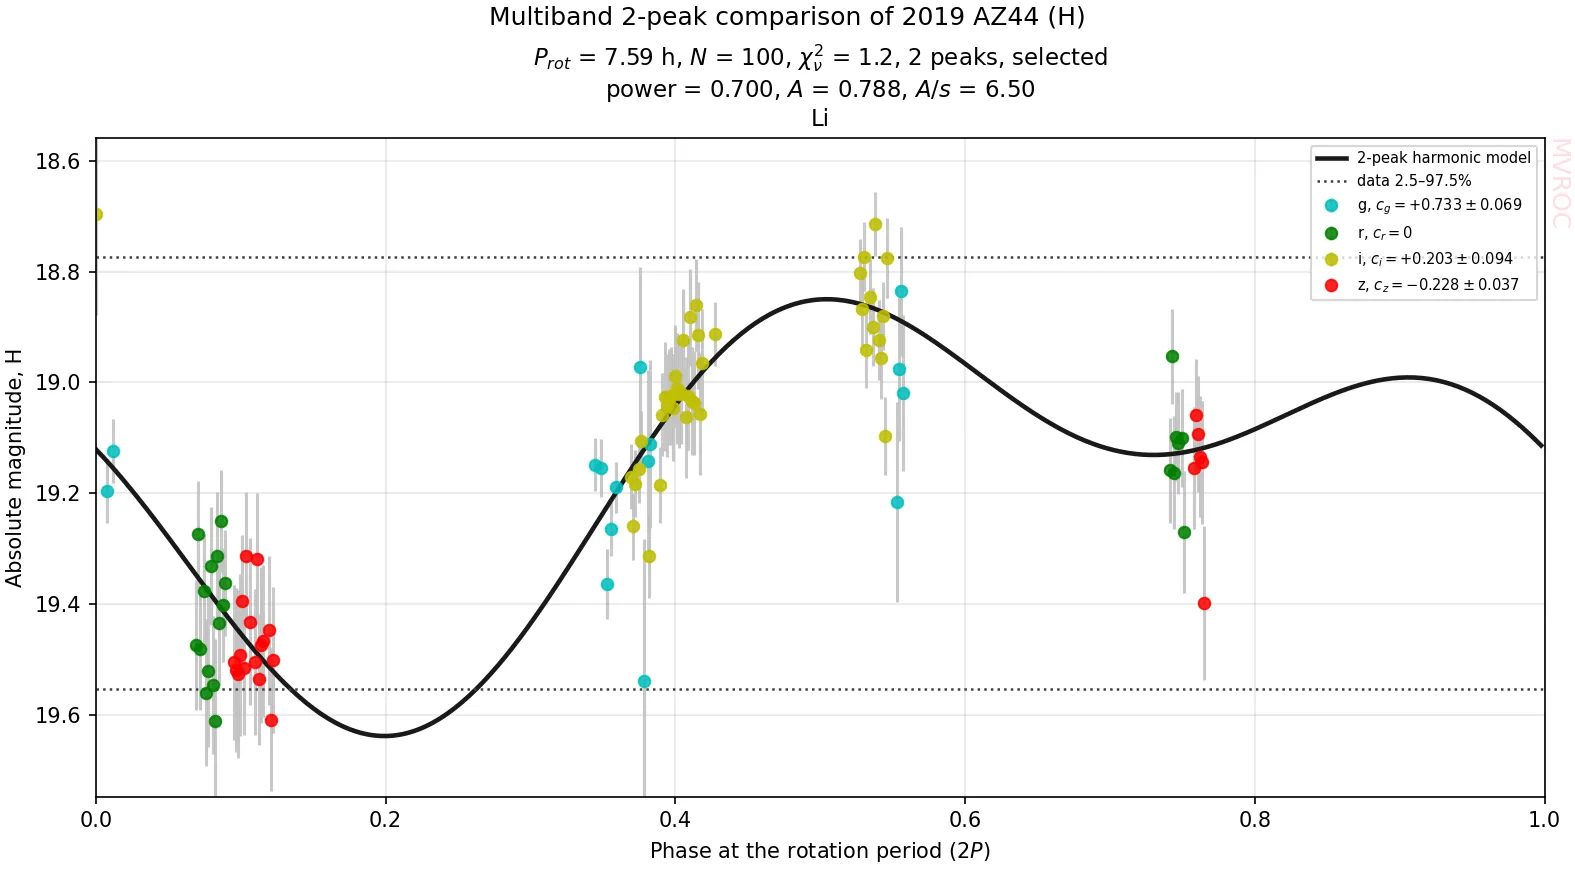 Multiband 2-peak comparison of 2019 AZ44 (H)
P_rot = 7.59 h, N = 100, χ²_ν = 1.2, 2 peaks, selected
power = 0.700, A = 0.788, A/s = 6.50
Li
2-peak harmonic model
data 2.5–97.5%
g, c_g = +0.733 ± 0.069
r, c_r = 0
i, c_i = +0.203 ± 0.094
z, c_z = −0.228 ± 0.037
MVROC
Absolute magnitude, H
18.6
18.8
19.0
19.2
19.4
19.6
0.0 0.2 0.4 0.6 0.8 1.0
Phase at the rotation period (2P)